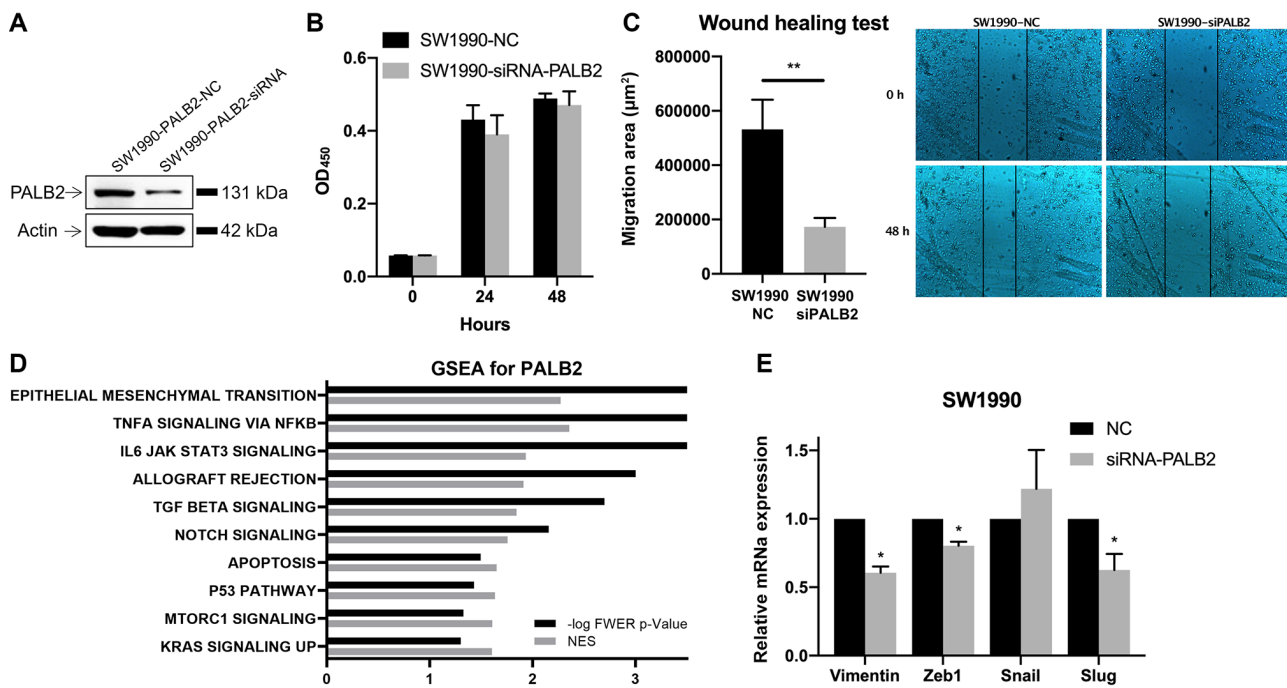 A
SW1990-PALB2-NC
SW1990-PALB2-siRNA
PALB2
131 kDa
Actin
42 kDa
B
SW1990-NC
SW1990-siRNA-PALB2
OD450
0.6
0.4
0.2
0.0
0 24 48
Hours
C
Wound healing test
Migration area (µm²)
800000
600000
400000
200000
0
**
SW1990
NC
SW1990
siPALB2
SW1990-NC
SW1990-siPALB2
0 h
48 h
D
GSEA for PALB2
EPITHELIAL MESENCHYMAL TRANSITION
TNFA SIGNALING VIA NFKB
IL6 JAK STAT3 SIGNALING
ALLOGRAFT REJECTION
TGF BETA SIGNALING
NOTCH SIGNALING
APOPTOSIS
P53 PATHWAY
MTORC1 SIGNALING
KRAS SIGNALING UP
-log FWER p-Value
NES
0 1 2 3
E
SW1990
NC
siRNA-PALB2
Relative mRNa expression
1.5
1.0
0.5
0.0
* * *
Vimentin Zeb1 Snail Slug